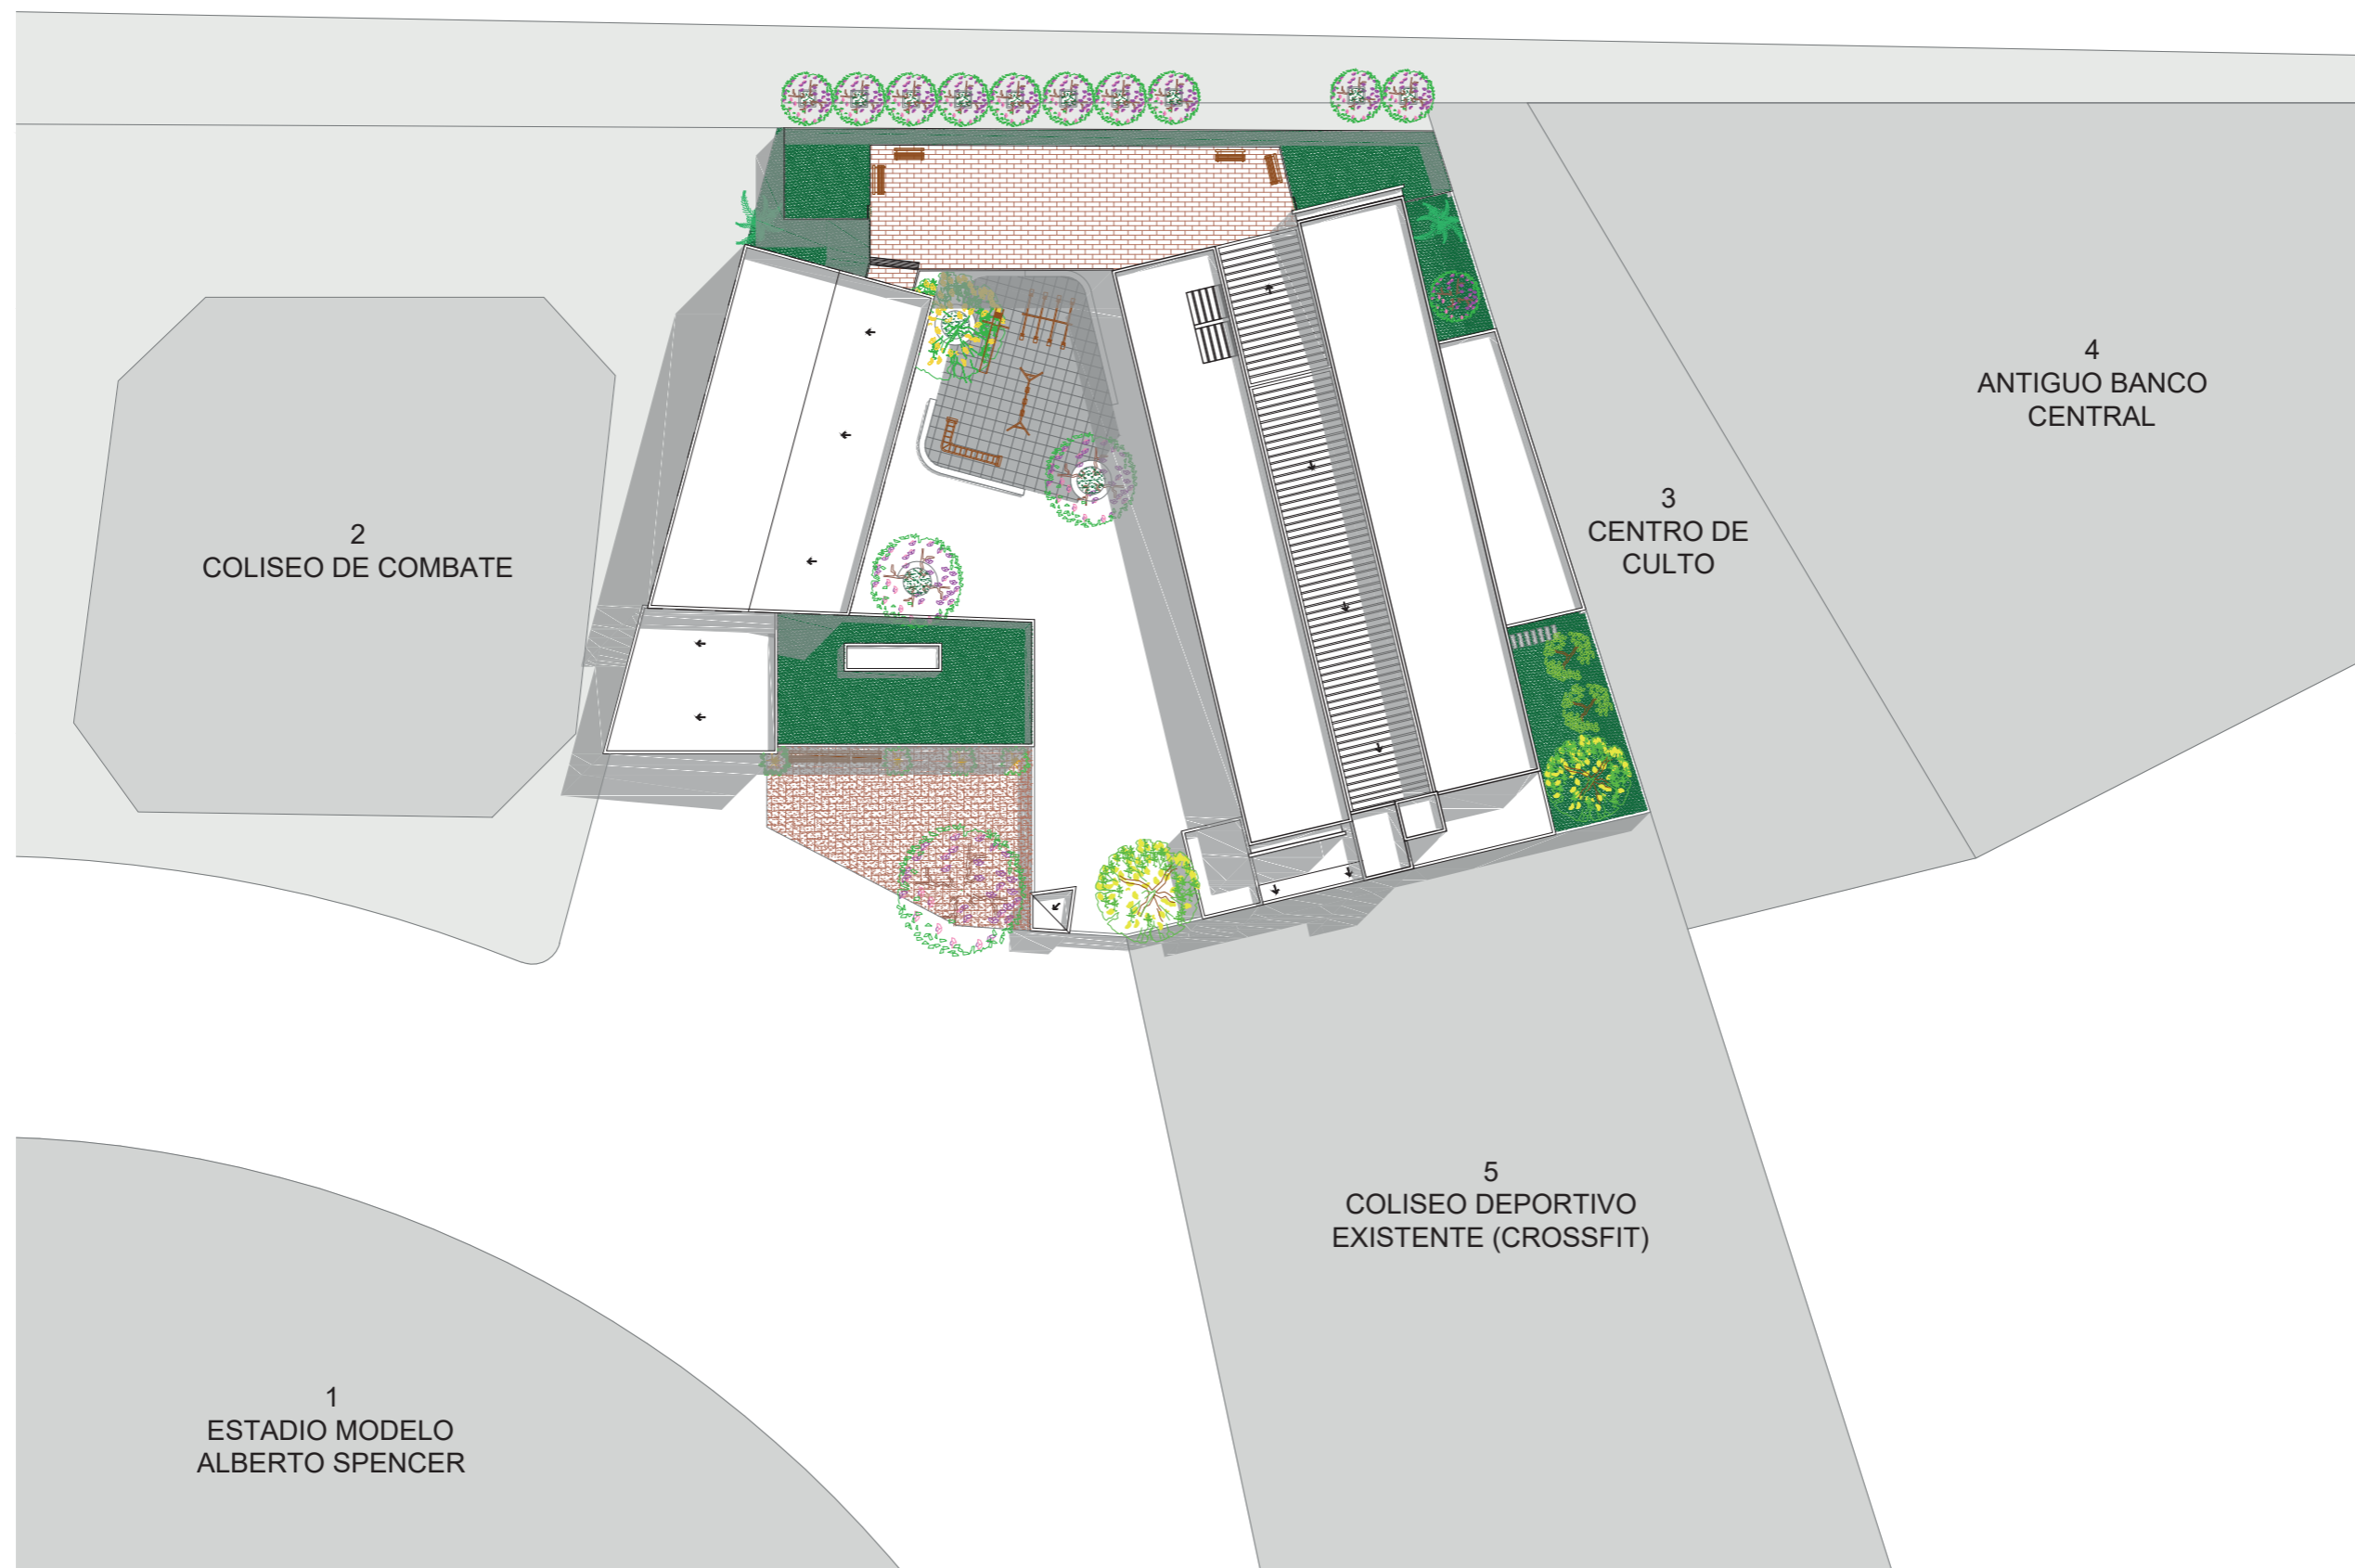 4
ANTIGUO BANCO
CENTRAL
3
CENTRO DE
CULTO
2
COLISEO DE COMBATE
5
COLISEO DEPORTIVO
EXISTENTE (CROSSFIT)
1
ESTADIO MODELO
ALBERTO SPENCER